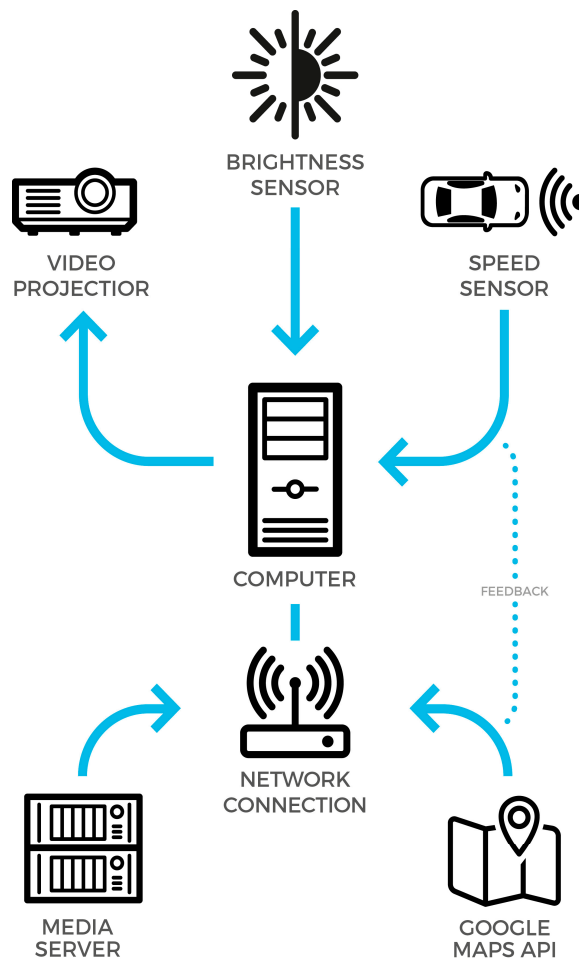 BRIGHTNESS
SENSOR
VIDEO
PROJECTIOR
SPEED
SENSOR
COMPUTER
FEEDBACK
NETWORK
CONNECTION
MEDIA
SERVER
GOOGLE
MAPS API